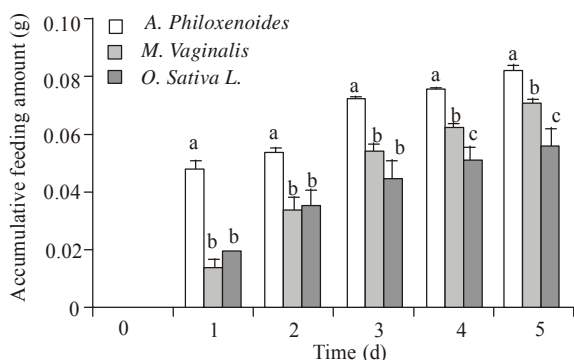 Accumulative feeding amount (g)
0.10
0.08
0.06
0.04
0.02
0
A. Philoxenoides
M. Vaginalis
O. Sativa L.
a
b
b
a
b
b
a
b
b
a
b
c
a
b
c
0
1
2
3
4
5
Time (d)